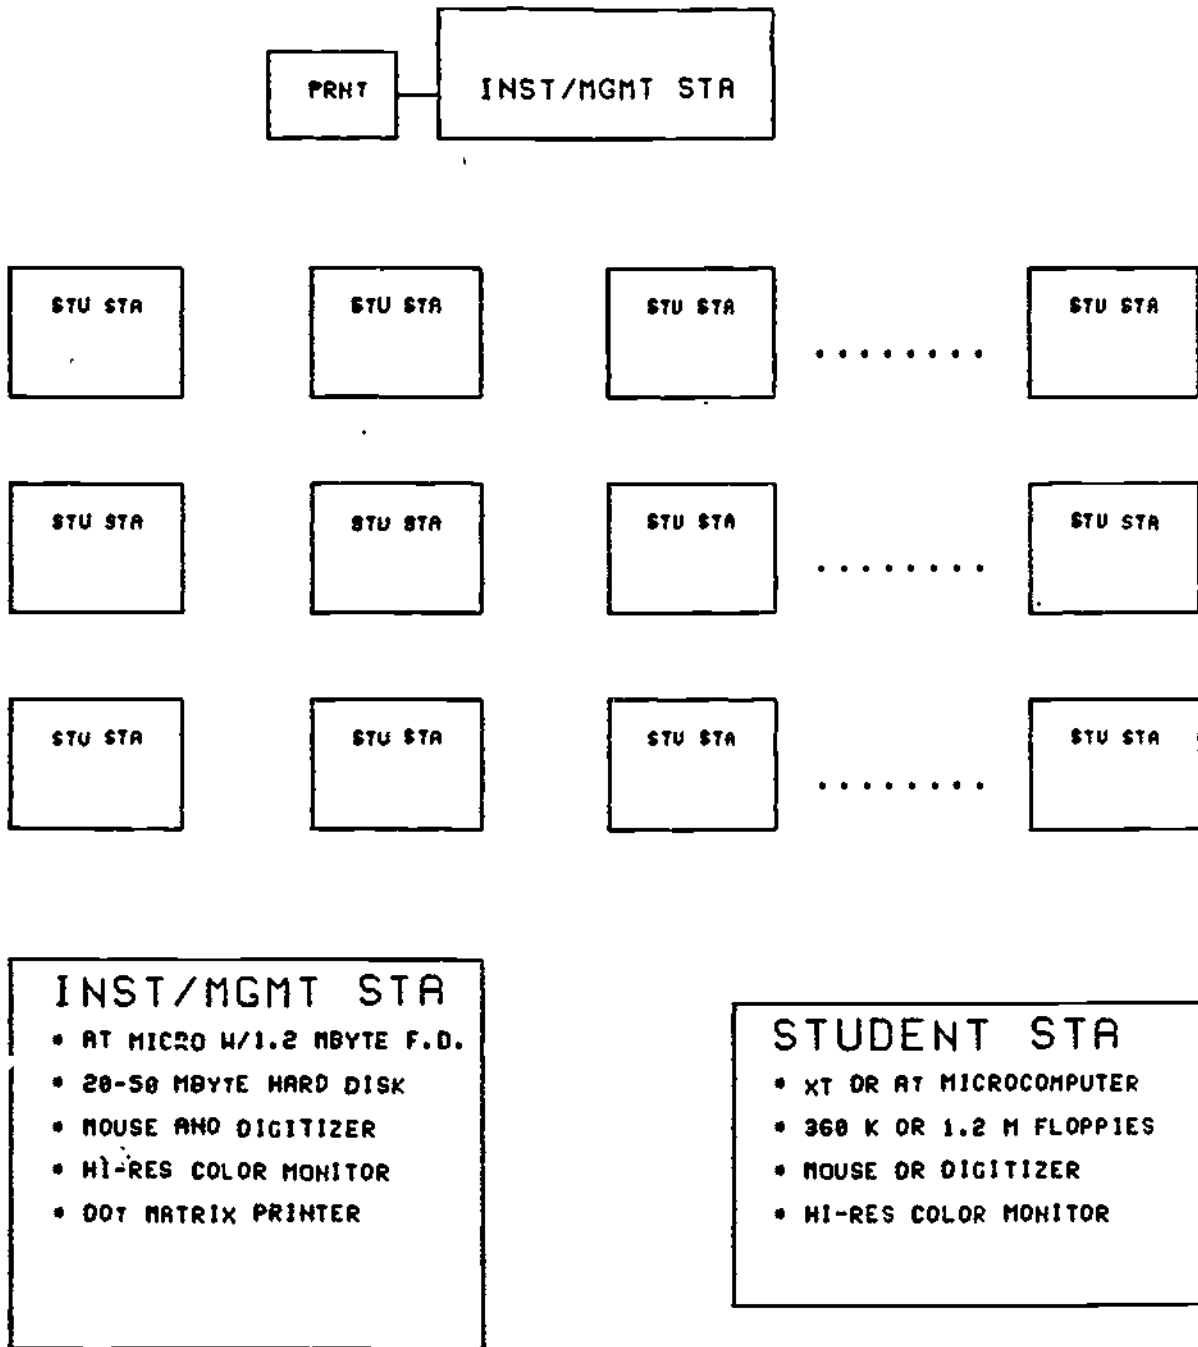 PRNT
INST/MGMT STA
STU STA
STU STA
STU STA
........
STU STA
STU STA
STU STA
STU STA
........
STU STA
STU STA
STU STA
STU STA
........
STU STA
INST/MGMT STA
* AT MICRO W/1.2 MBYTE F.D.
* 20-50 MBYTE HARD DISK
* MOUSE AND DIGITIZER
* HI-RES COLOR MONITOR
* DOT MATRIX PRINTER
STUDENT STA
* XT OR AT MICROCOMPUTER
* 360 K OR 1.2 M FLOPPIES
* MOUSE OR DIGITIZER
* HI-RES COLOR MONITOR